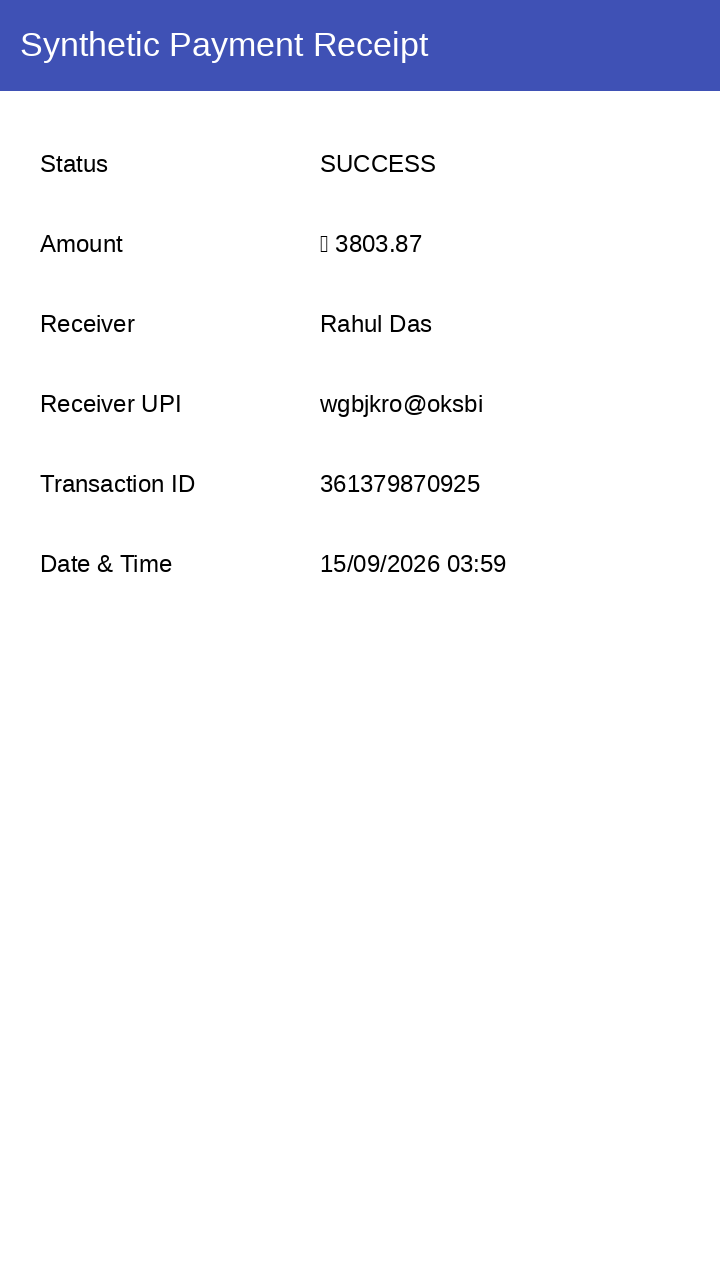 Synthetic Payment Receipt
Status SUCCESS
Amount 3803.87
Receiver Rahul Das
Receiver UPI wgbjkro@oksbi
Transaction ID 361379870925
Date & Time 15/09/2026 03:59